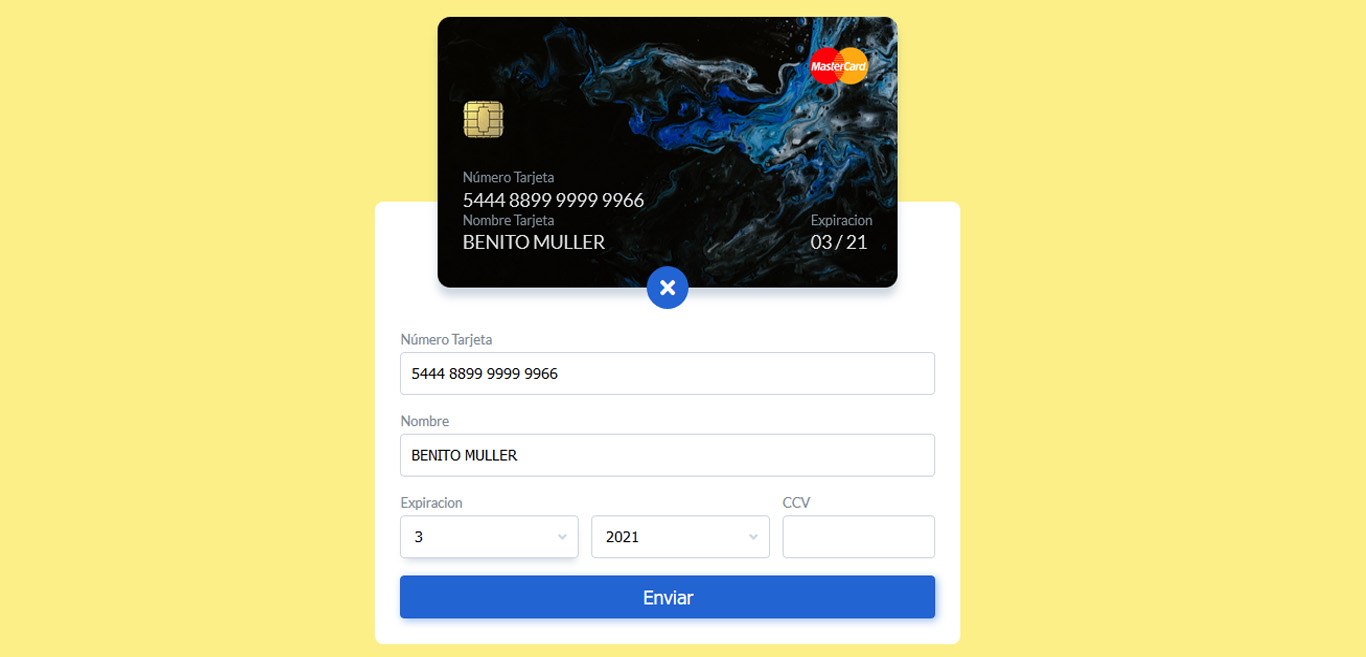 MasterCard
Número Tarjeta
5444 8899 9999 9966
Nombre Tarjeta
Expiracion
BENITO MULLER
03 / 21
Número Tarjeta
5444 8899 9999 9966
Nombre
BENITO MULLER
Expiracion
CCV
3
2021
Enviar